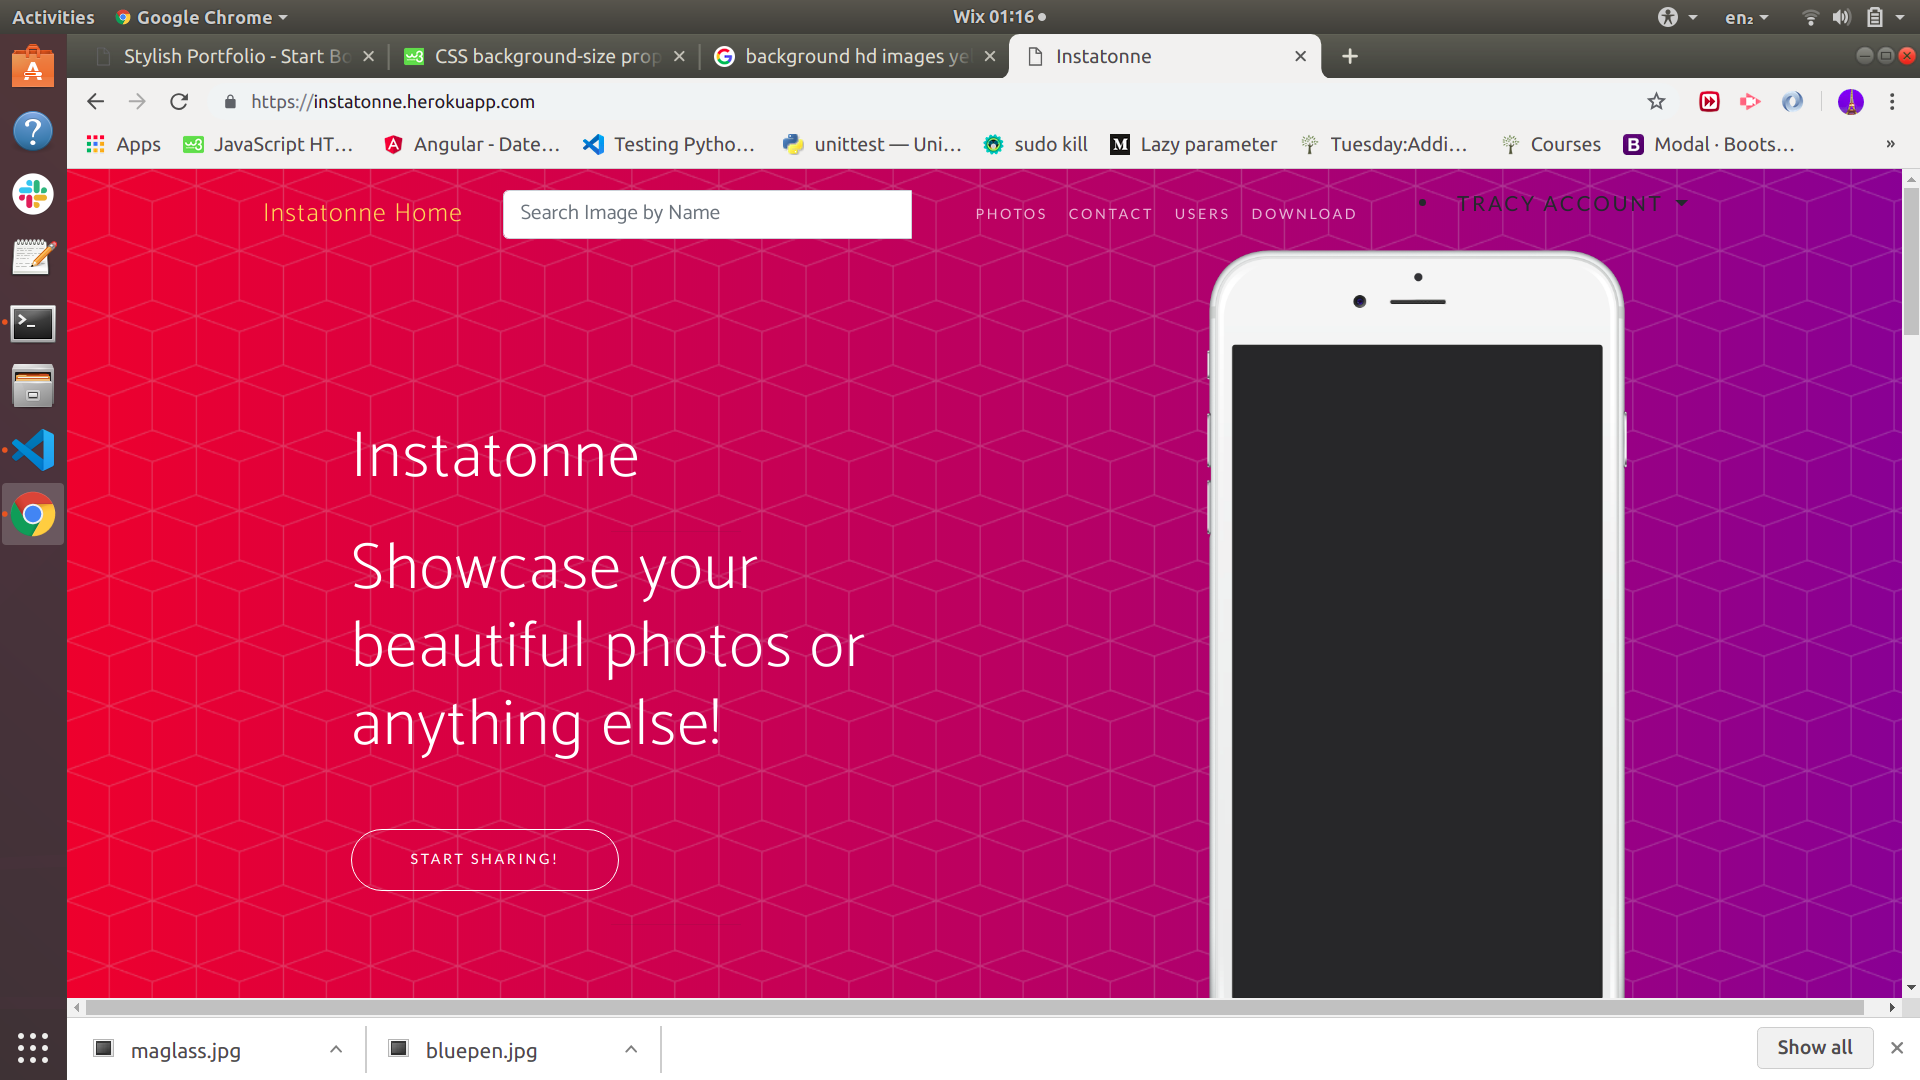 Activities
Google Chrome
Wix 01:16
en₂
Stylish Portfolio - Start Bo
CSS background-size prop
background hd images ye
Instatonne
https://instatonne.herokuapp.com
Apps
JavaScript HT…
Angular - Date…
Testing Pytho…
unittest — Uni…
sudo kill
Lazy parameter
Tuesday:Addi…
Courses
Modal · Boots…
»
Instatonne Home
Search Image by Name
PHOTOS
CONTACT
USERS
DOWNLOAD
TRACY ACCOUNT
Instatonne
Showcase your
beautiful photos or
anything else!
START SHARING!
maglass.jpg
bluepen.jpg
Show all